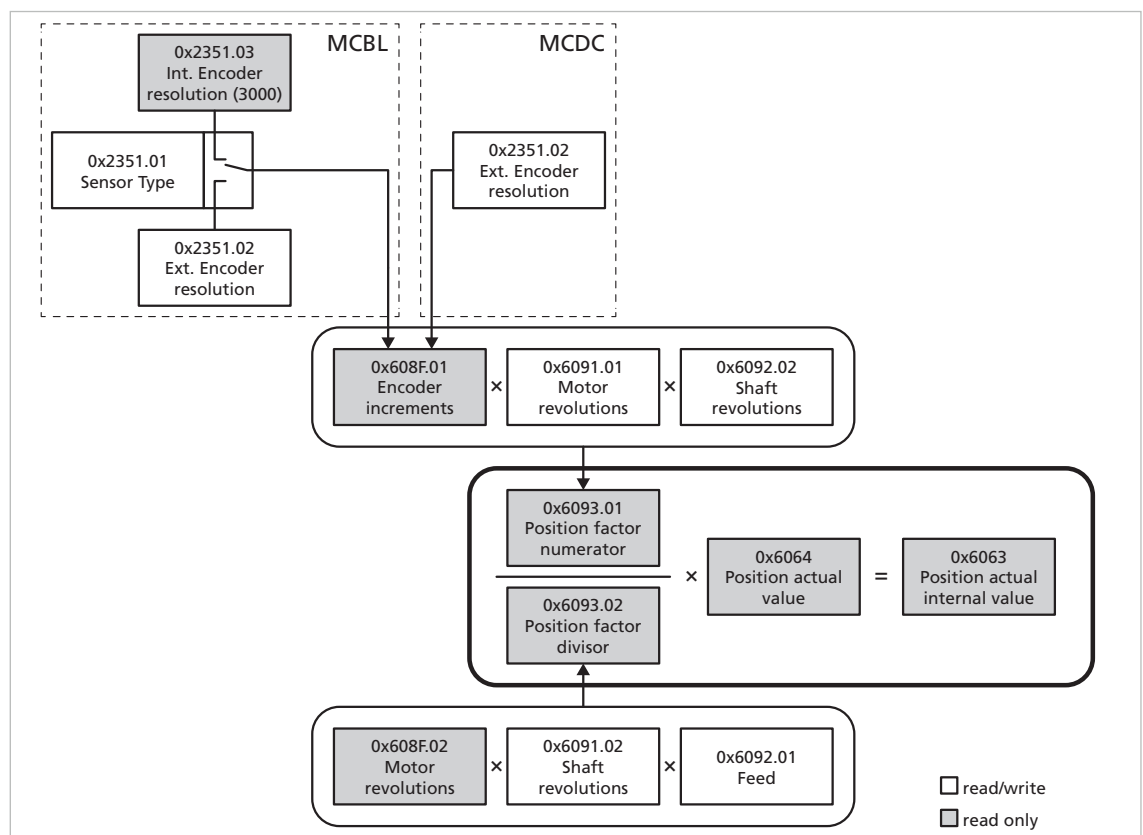 MCBL
MCDC
0x2351.03
Int. Encoder
resolution (3000)
0x2351.01
Sensor Type
0x2351.02
Ext. Encoder
resolution
0x2351.02
Ext. Encoder
resolution
0x608F.01
Encoder
increments
×
0x6091.01
Motor
revolutions
×
0x6092.02
Shaft
revolutions
0x6093.01
Position factor
numerator
0x6093.02
Position factor
divisor
×
0x6064
Position actual
value
=
0x6063
Position actual
internal value
0x608F.02
Motor
revolutions
×
0x6091.02
Shaft
revolutions
×
0x6092.01
Feed
read/write
read only